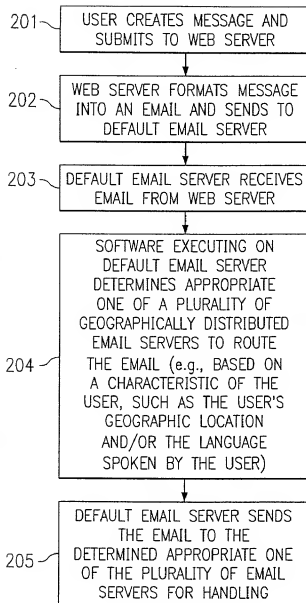 201
USER CREATES MESSAGE AND
SUBMITS TO WEB SERVER
202
WEB SERVER FORMATS MESSAGE
INTO AN EMAIL AND SENDS TO
DEFAULT EMAIL SERVER
203
DEFAULT EMAIL SERVER RECEIVES
EMAIL FROM WEB SERVER
204
SOFTWARE EXECUTING ON
DEFAULT EMAIL SERVER
DETERMINES APPROPRIATE
ONE OF A PLURALITY OF
GEOGRAPHICALLY DISTRIBUTED
EMAIL SERVERS TO ROUTE
THE EMAIL (e.g., BASED ON
A CHARACTERISTIC OF THE
USER, SUCH AS THE USER'S
GEOGRAPHIC LOCATION
AND/OR THE LANGUAGE
SPOKEN BY THE USER)
205
DEFAULT EMAIL SERVER SENDS
THE EMAIL TO THE
DETERMINED APPROPRIATE ONE
OF THE PLURALITY OF EMAIL
SERVERS FOR HANDLING